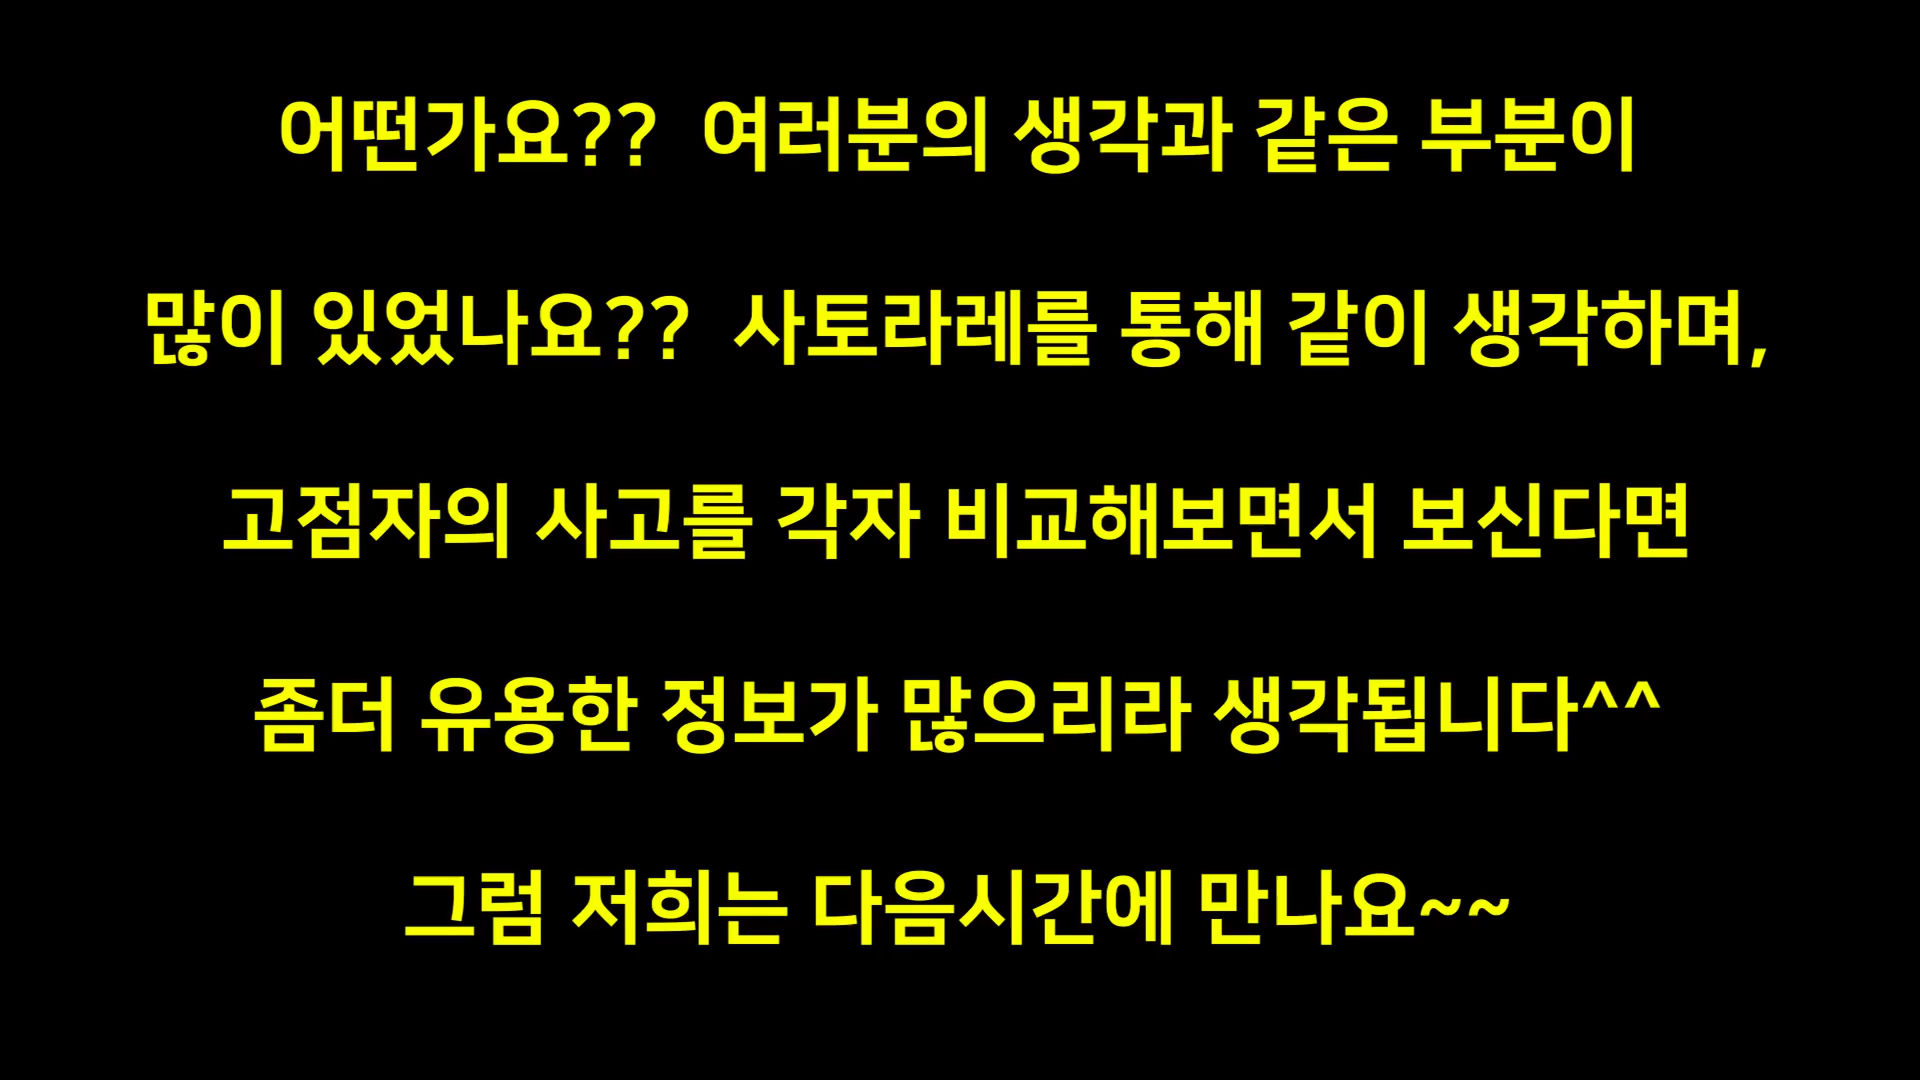 어떤가요??  여러분의 생각과 같은 부분이
많이 있었나요??  사토라레를 통해 같이 생각하며,
고점자의 사고를 각자 비교해보면서 보신다면
좀더 유용한 정보가 많으리라 생각됩니다^^
그럼 저희는 다음시간에 만나요~~